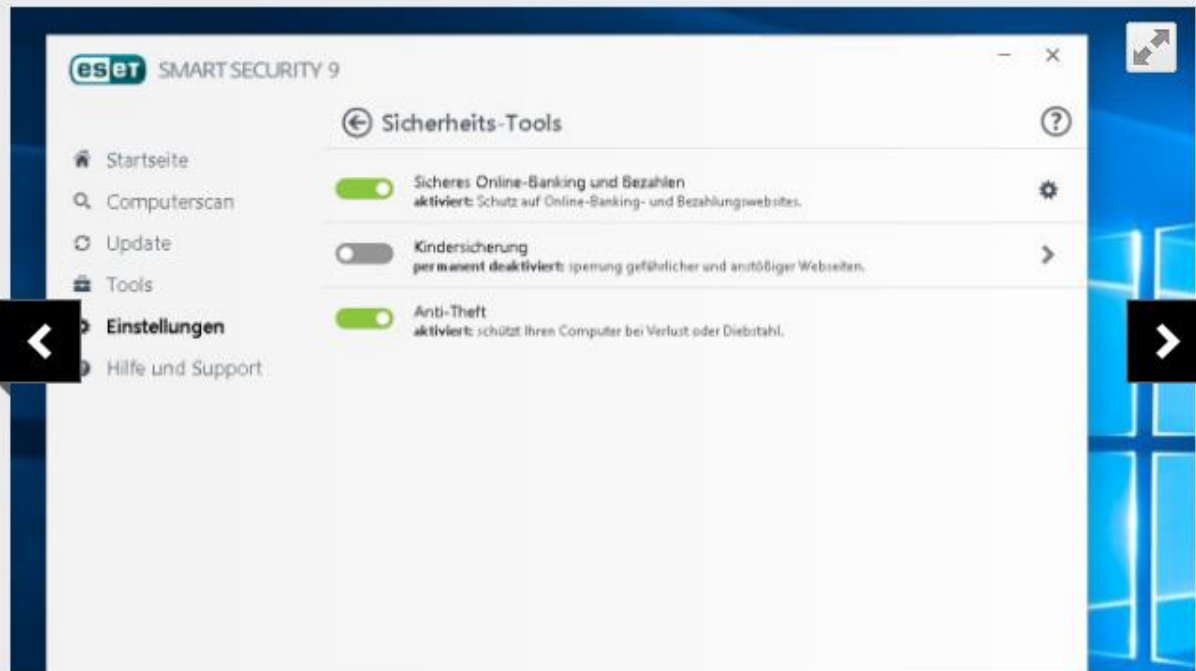 eset SMART SECURITY 9
Sicherheits-Tools
Startseite
Computerscan
Update
Tools
Einstellungen
Hilfe und Support
Sicheres Online-Banking und Bezahlen
aktiviert: Schutz auf Online-Banking- und Bezahlungswebsites.
Kindersicherung
permanent deaktiviert: sperrung gefährlicher und anstößiger Webseiten.
Anti-Theft
aktiviert: schützt Ihren Computer bei Verlust oder Diebstahl.